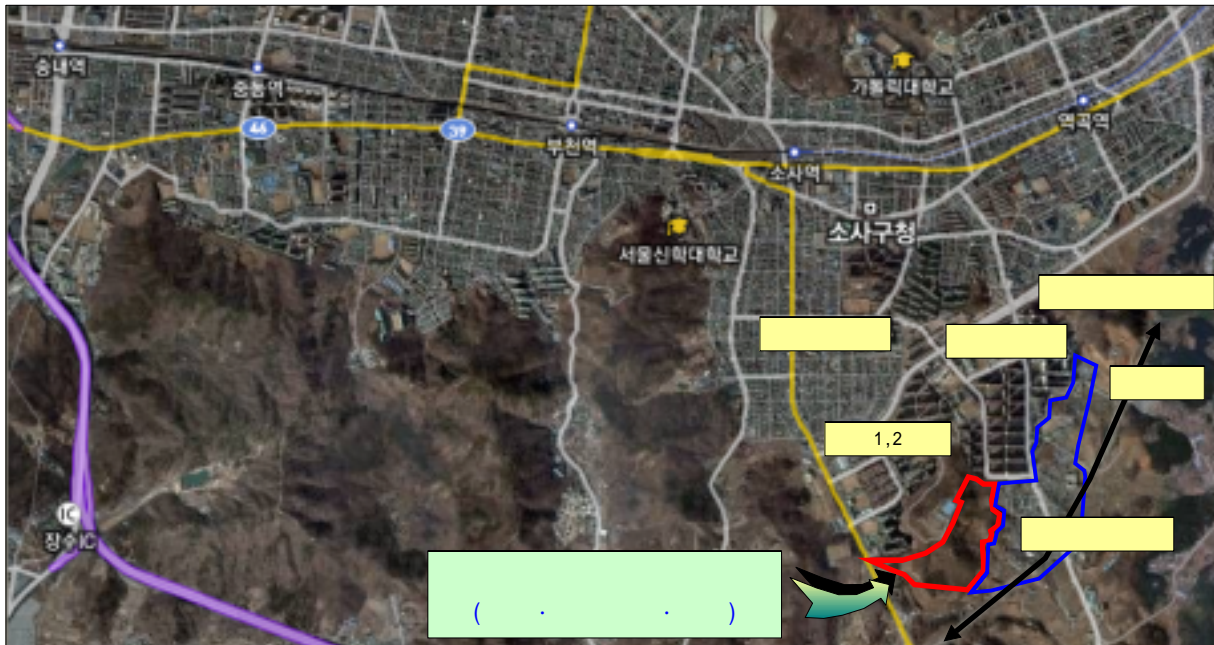 송내역
중동역
가톨릭대학교
역곡역
46
39
부천역
소사역
소사구청
서울신학대학교
1,2
IC
장수IC
( · · )